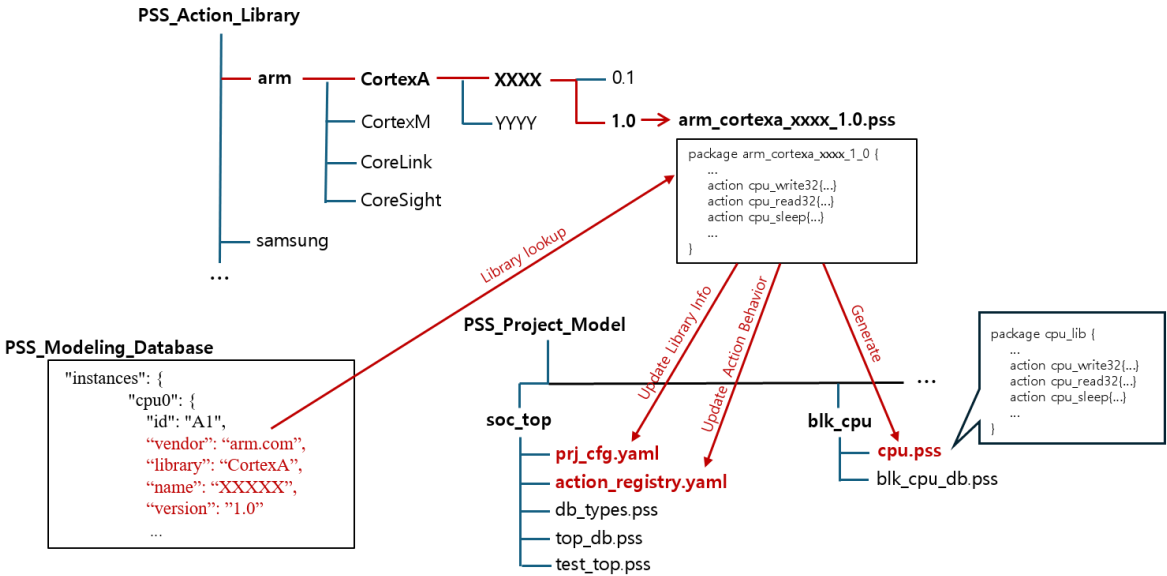 PSS_Action_Library
arm
CortexA
XXXX
0.1
CortexM
YYYY
1.0
arm_cortexa_xxxx_1.0.pss
CoreLink
CoreSight
samsung
...
package arm_cortexa_xxxx_1_0 {
...
action cpu_write32{...}
action cpu_read32{...}
action cpu_sleep{...}
...
}
Library lookup
Update Library Info
Update Action Behavior
Generate
PSS_Modeling_Database
"instances": {
"cpu0": {
"id": "A1",
“vendor”: “arm.com”,
“library”: “CortexA”,
“name”: “XXXXX”,
“version”: ”1.0”
...
PSS_Project_Model
...
soc_top
prj_cfg.yaml
action_registry.yaml
db_types.pss
top_db.pss
test_top.pss
blk_cpu
cpu.pss
blk_cpu_db.pss
package cpu_lib {
...
action cpu_write32{...}
action cpu_read32{...}
action cpu_sleep{...}
...
}